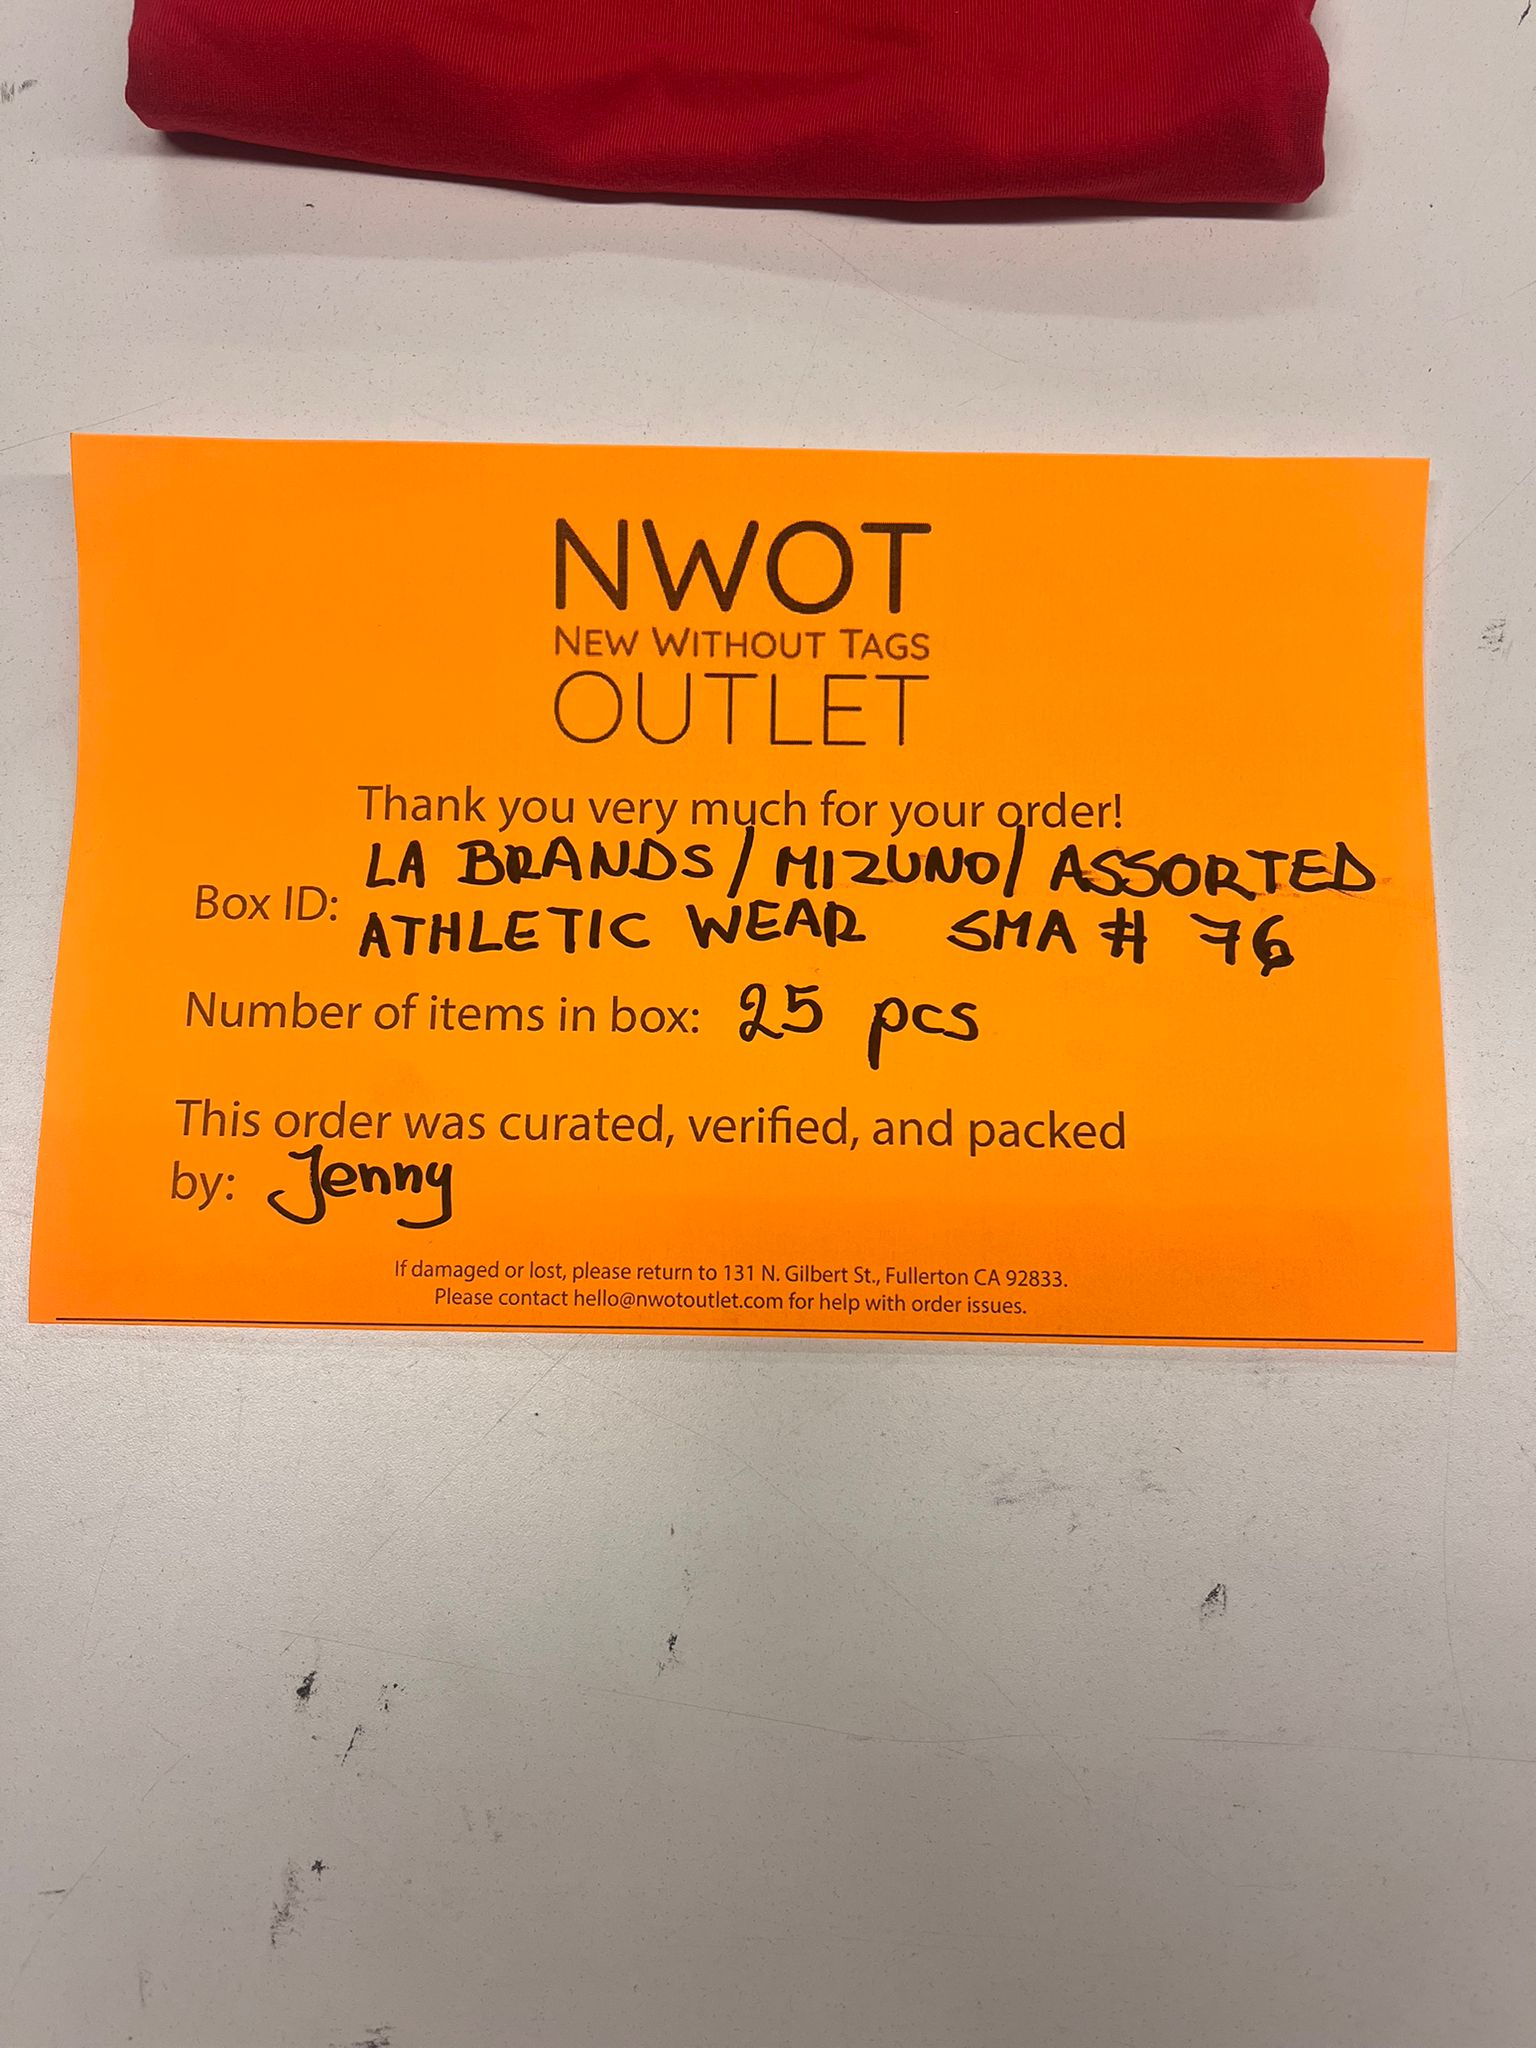 NWOT
NEW WITHOUT TAGS
OUTLET
Thank you very much for your order!
Box ID: LA BRANDS / MIZUNO / ASSORTED
ATHLETIC WEAR SMA # 76
Number of items in box: 25 pcs
This order was curated, verified, and packed
by: Jenny
If damaged or lost, please return to 131 N. Gilbert St., Fullerton CA 92833.
Please contact hello@nwotoutlet.com for help with order issues.